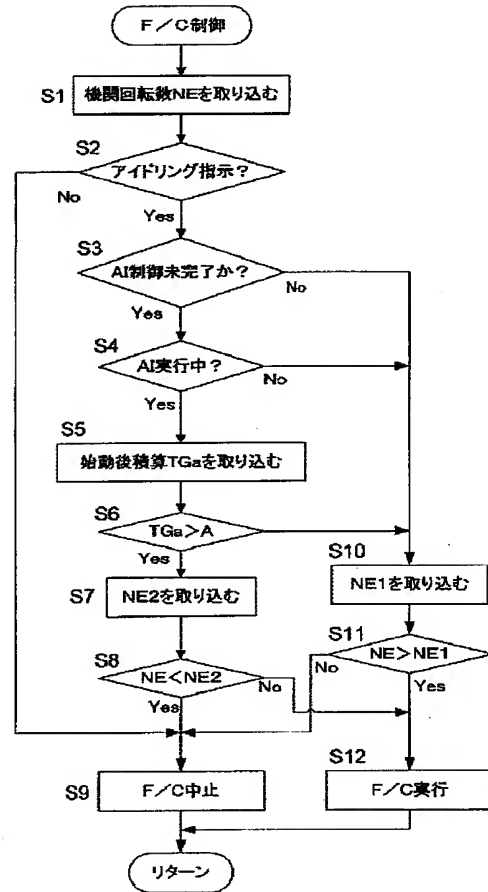 F/C制御
S1
機関回転数NEを取り込む
S2
アイドリング指示?
No
Yes
S3
AI制御未完了か?
No
Yes
S4
AI実行中?
No
Yes
S5
始動後積算TGaを取り込む
S6
TGa>A
Yes
S7
NE2を取り込む
S8
NE<NE2
No
Yes
S9
F/C中止
S10
NE1を取り込む
S11
NE>NE1
No
Yes
S12
F/C実行
リターン